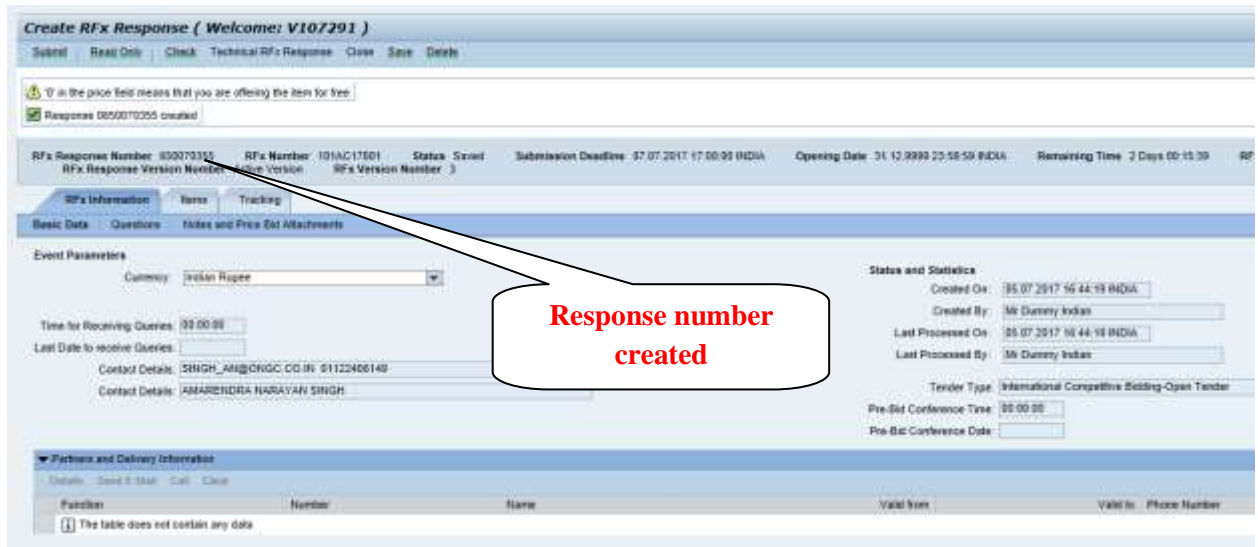 Create RFx Response ( Welcome: V107291 )
Submit Read Only Check Technical RFx Response Close Save Delete
'0' in the price field means that you are offering the item for free
Response 0650070355 created
RFx Response Number 650070355 RFx Number 101AC17501 Status Saved Submission Deadline 07.07.2017 17:00:00 INDIA Opening Date 31.12.9999 23:59:59 INDIA Remaining Time 2 Days 00:15:39 RF
RFx Response Version Number Active Version RFx Version Number 3
RFx Information Items Tracking
Basic Data Questions Notes and Price Bid Attachments
Event Parameters
Currency: Indian Rupee
Time for Receiving Queries: 00:00:00
Last Date to receive Queries:
Contact Details: SINGH_AN@ONGC.CO.IN
Contact Details: AMARENDRA NARAYAN SINGH
Response number
created
Status and Statistics
Created On: 05.07.2017 16:44:19 INDIA
Created By: Mr Dummy Indian
Last Processed On: 05.07.2017 16:44:18 INDIA
Last Processed By: Mr Dummy Indian
Tender Type: International Competitive Bidding-Open Tender
Pre-Bid Conference Time: 00:00:00
Pre-Bid Conference Date:
Partners and Delivery Information
Details Send E-Mail Call Clear
Function Number Name Valid from Valid to Phone Number
The table does not contain any data